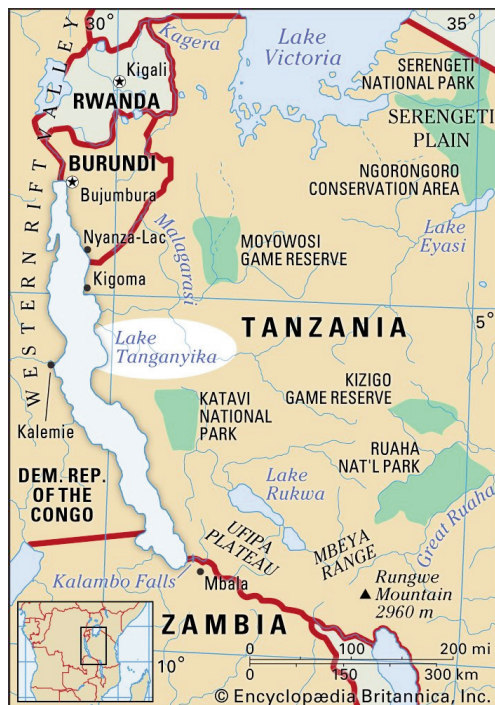 30°
35°
Kagera
Lake
Victoria
SERENGETI
NATIONAL PARK
Kigali
RWANDA
SERENGETI
PLAIN
WESTERN RIFT VALLEY
BURUNDI
NGORONGORO
CONSERVATION AREA
Bujumbura
Lake
Eyasi
Nyanza-Lac
Malagarasi
MOYOWOSI
GAME RESERVE
Kigoma
TANZANIA
5°
Lake
Tanganyika
KIZIGO
GAME RESERVE
KATAVI
NATIONAL
PARK
Kalemie
RUAHA
NAT'L PARK
DEM. REP.
OF THE
CONGO
Lake
Rukwa
Great Ruaha
UFIPA
PLATEAU
MBEYA
RANGE
Kalambo Falls
Mbala
Rungwe
Mountain
2960 m
ZAMBIA
10°
0 100 200 mi
0 150 300 km
© Encyclopædia Britannica, Inc.